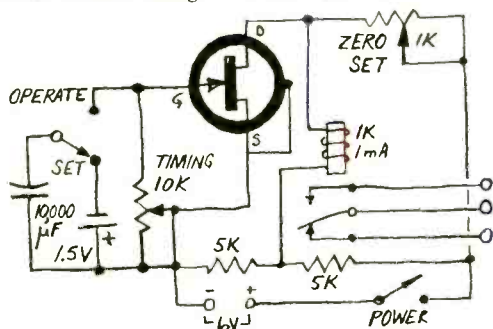 D
ZERO
SET
1K
OPERATE
G
S
SET
TIMING
10K
1K
1mA
10,000
µF
1.5V
+
5K
5K
-
+
6V
POWER